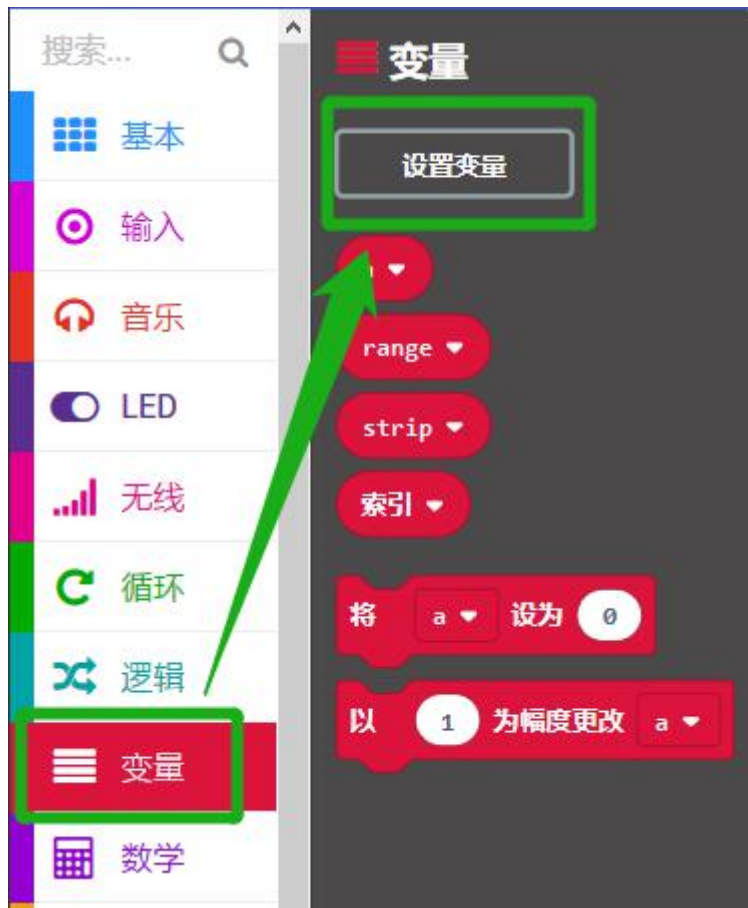 搜索...
基本
输入
音乐
LED
无线
循环
逻辑
变量
数学
变量
设置变量
range
strip
索引
将 a 设为 0
以 1 为幅度更改 a